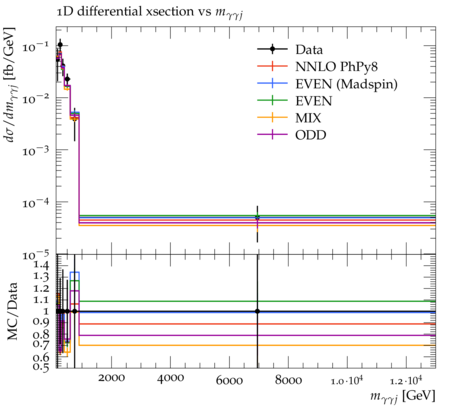 1D differential xsection vs mγγj
dσ/dmγγj [fb/GeV]
10⁻¹
10⁻²
10⁻³
10⁻⁴
10⁻⁵
Data
NNLO PhPy8
EVEN (Madspin)
EVEN
MIX
ODD
MC/Data
1.4
1.3
1.2
1.1
1
0.9
0.8
0.7
0.6
0.5
2000 4000 6000 8000 1.0·10⁴ 1.2·10⁴
mγγj [GeV]